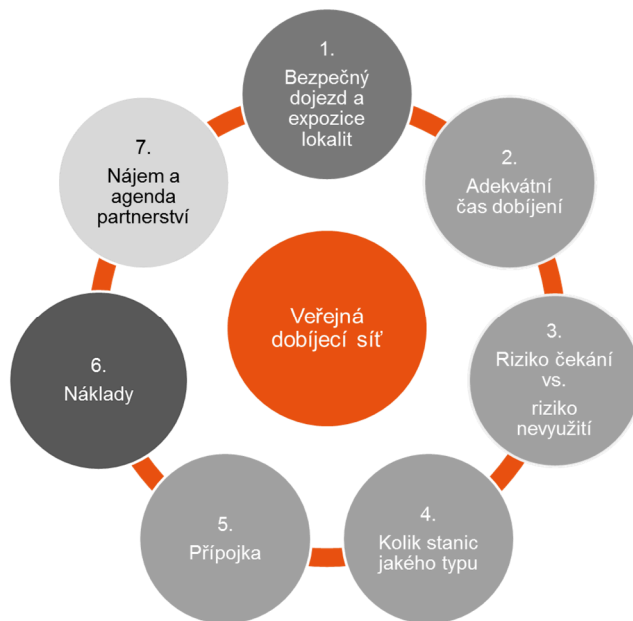 1.
Bezpečný
dojezd a
expozice
lokalit
2.
Adekvátní
čas dobíjení
3.
Riziko čekání
vs.
riziko
nevyužití
4.
Kolik stanic
jakého typu
5.
Přípojka
6.
Náklady
7.
Nájem a
agenda
partnerství
Veřejná
dobíjecí síť